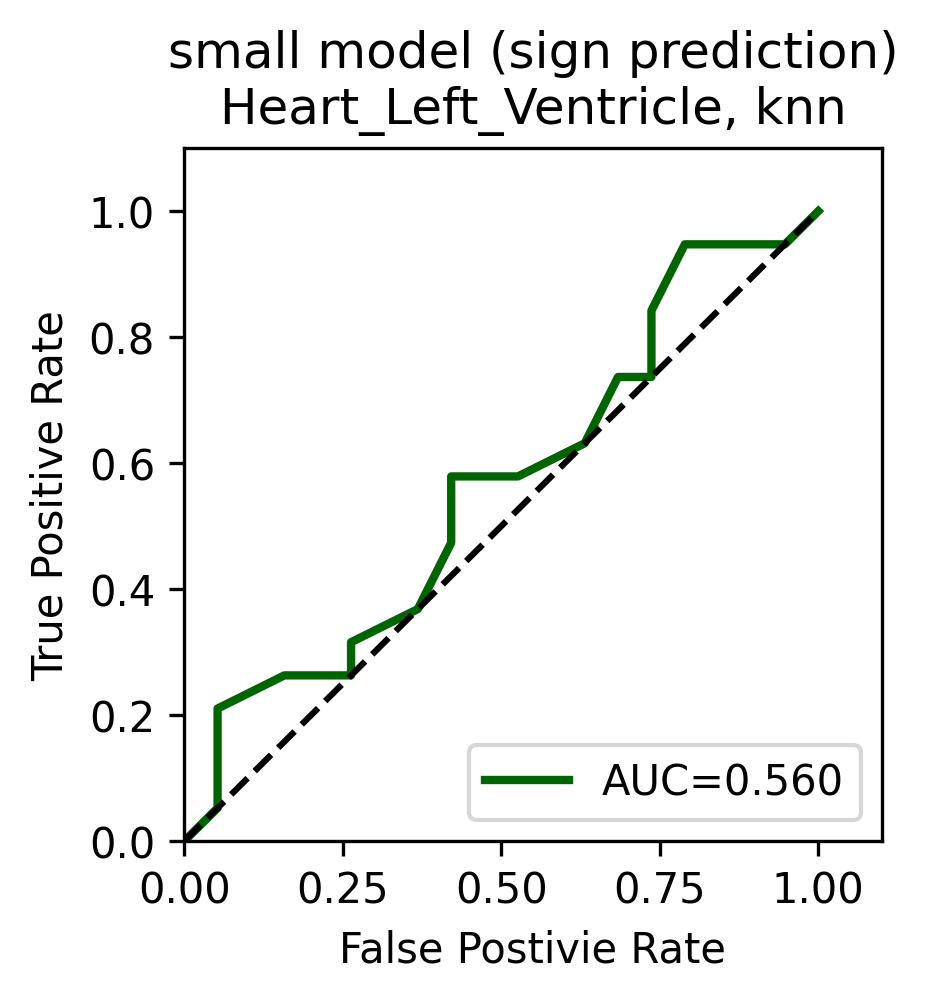 small model (sign prediction)
Heart_Left_Ventricle, knn
True Positive Rate
1.0
0.8
0.6
0.4
0.2
0.0
AUC=0.560
0.00 0.25 0.50 0.75 1.00
False Postivie Rate